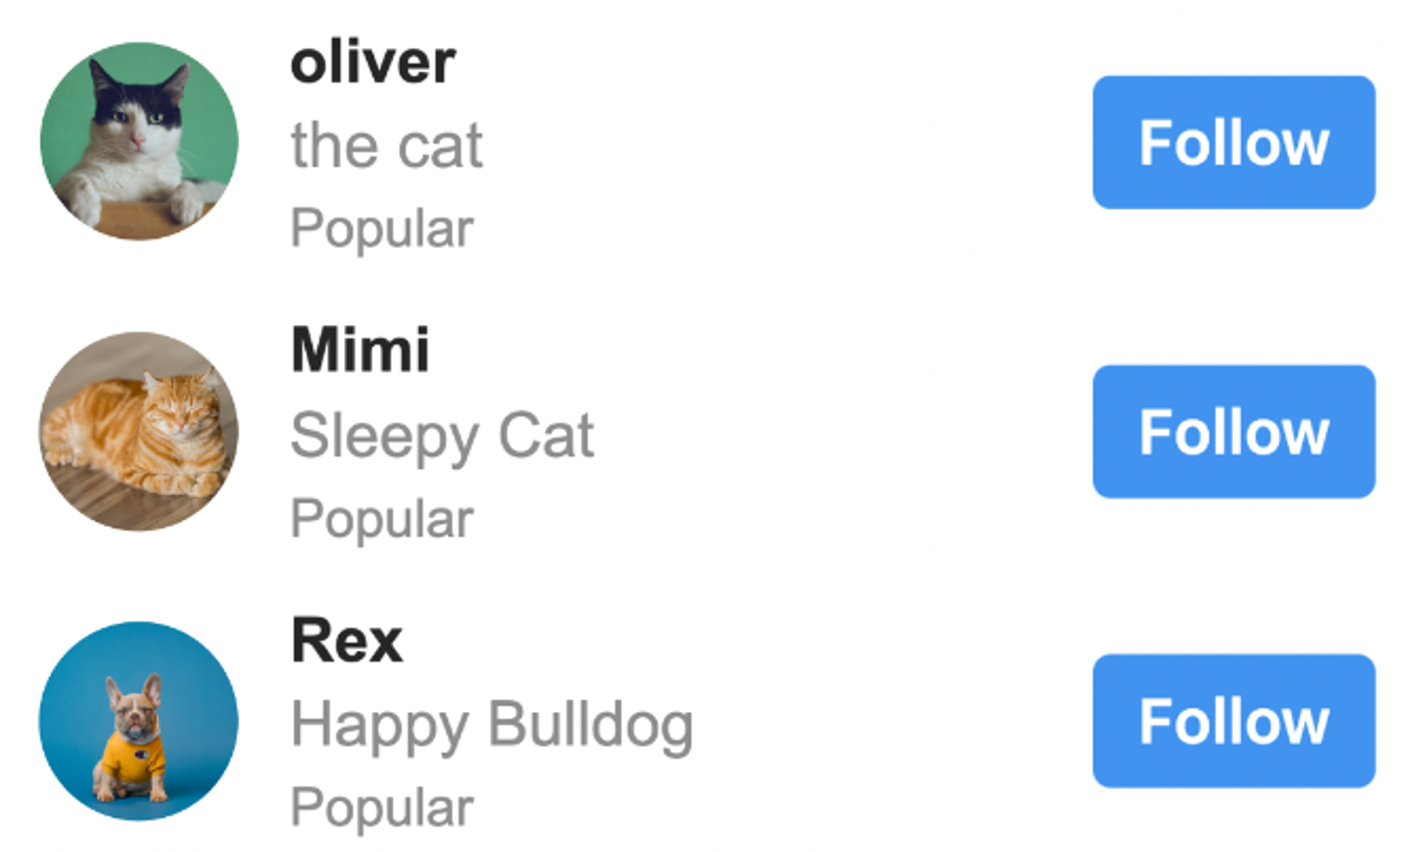 oliver
the cat
Popular
Follow
Mimi
Sleepy Cat
Popular
Follow
Rex
Happy Bulldog
Popular
Follow